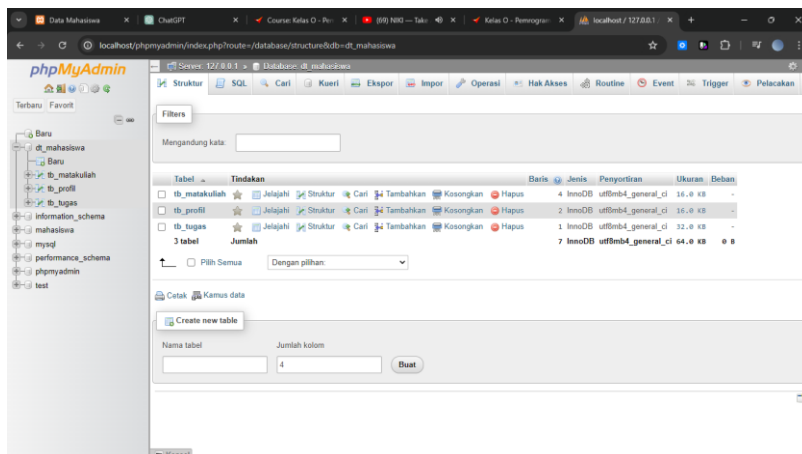 Data Mahasiswa
ChatGPT
Course: Kelas O - Pe
(69) NIKI — Take
Kelas O - Pemrogram
localhost / 127.0.0.1 /
localhost/phpmyadmin/index.php?route=/database/structure&db=dt_mahasiswa
phpMyAdmin
Terbaru Favorit
Baru
dt_mahasiswa
Baru
tb_matakuliah
tb_profil
tb_tugas
information_schema
mahasiswa
mysql
performance_schema
phpmyadmin
test
Server: 127.0.0.1 » Database: dt_mahasiswa
Struktur SQL Cari Kueri Ekspor Impor Operasi Hak Akses Routine Event Trigger Pelacakan
Filters
Mengandung kata:
Tabel Tindakan Baris Jenis Penyortiran Ukuran Beban
tb_matakuliah Jelajahi Struktur Cari Tambahkan Kosongkan Hapus 4 InnoDB utf8mb4_general_ci 16.0 KB -
tb_profil Jelajahi Struktur Cari Tambahkan Kosongkan Hapus 2 InnoDB utf8mb4_general_ci 16.0 KB -
tb_tugas Jelajahi Struktur Cari Tambahkan Kosongkan Hapus 1 InnoDB utf8mb4_general_ci 32.0 KB -
3 tabel Jumlah 7 InnoDB utf8mb4_general_ci 64.0 KB 0 B
Pilih Semua Dengan pilihan:
Cetak Kamus data
Create new table
Nama tabel Jumlah kolom
4 Buat